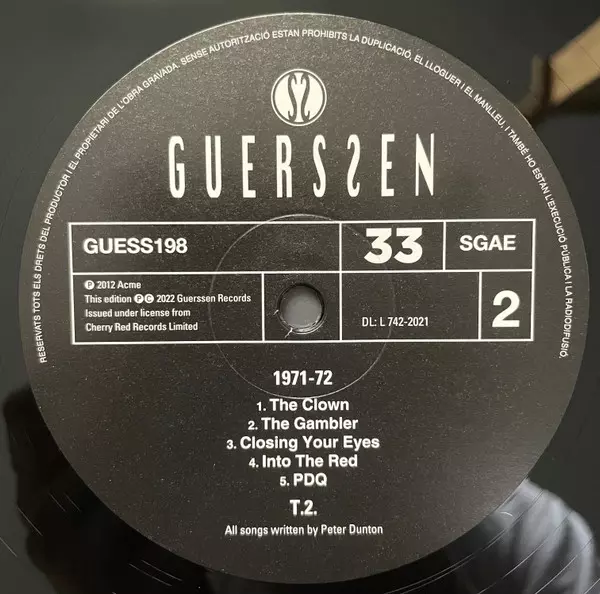 RESERVATS TOTS ELS DRETS DEL PRODUCTOR I EL PROPIETARI DE L'OBRA GRAVADA. SENSE AUTORITZACIÓ ESTAN PROHIBITS LA DUPLICACIÓ, EL LLOGUER I EL MANLLEU, I TAMBÉ HO ESTAN L'EXECUCIÓ PÚBLICA I LA RADIODIFUSIÓ.
GUERSSEN
GUESS198
33
SGAE
℗ 2012 Acme
This edition ℗ © 2022 Guerssen Records
Issued under license from
Cherry Red Records Limited
DL: L 742-2021
2
1971-72
1. The Clown
2. The Gambler
3. Closing Your Eyes
4. Into The Red
5. PDQ
T.2.
All songs written by Peter Dunton